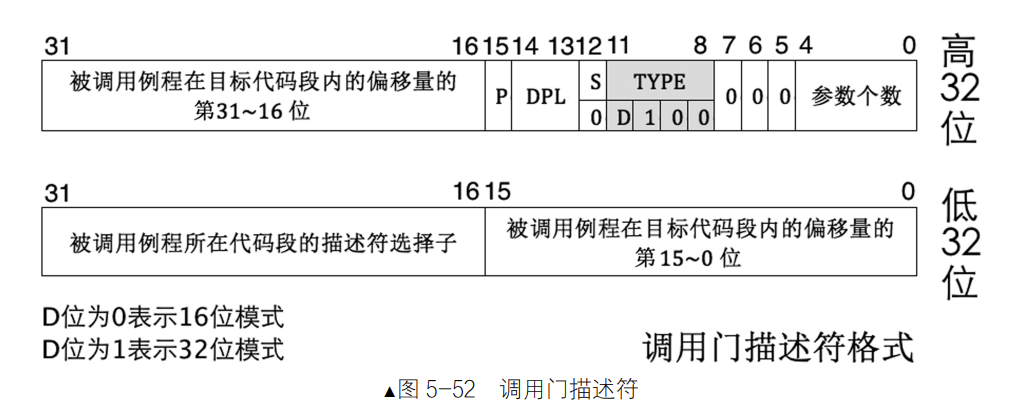 31 16 15 14 13 12 11 8 7 6 5 4 0
被调用例程在目标代码段内的偏移量的
第31~16 位
P
DPL
S
0
TYPE
D 1 0 0
0 0 0
参数个数
高
32
位
31 16 15 0
被调用例程所在代码段的描述符选择子
被调用例程在目标代码段内的偏移量的
第15~0 位
低
32
位
D位为0表示16位模式
D位为1表示32位模式
调用门描述符格式
▲图 5-52 调用门描述符